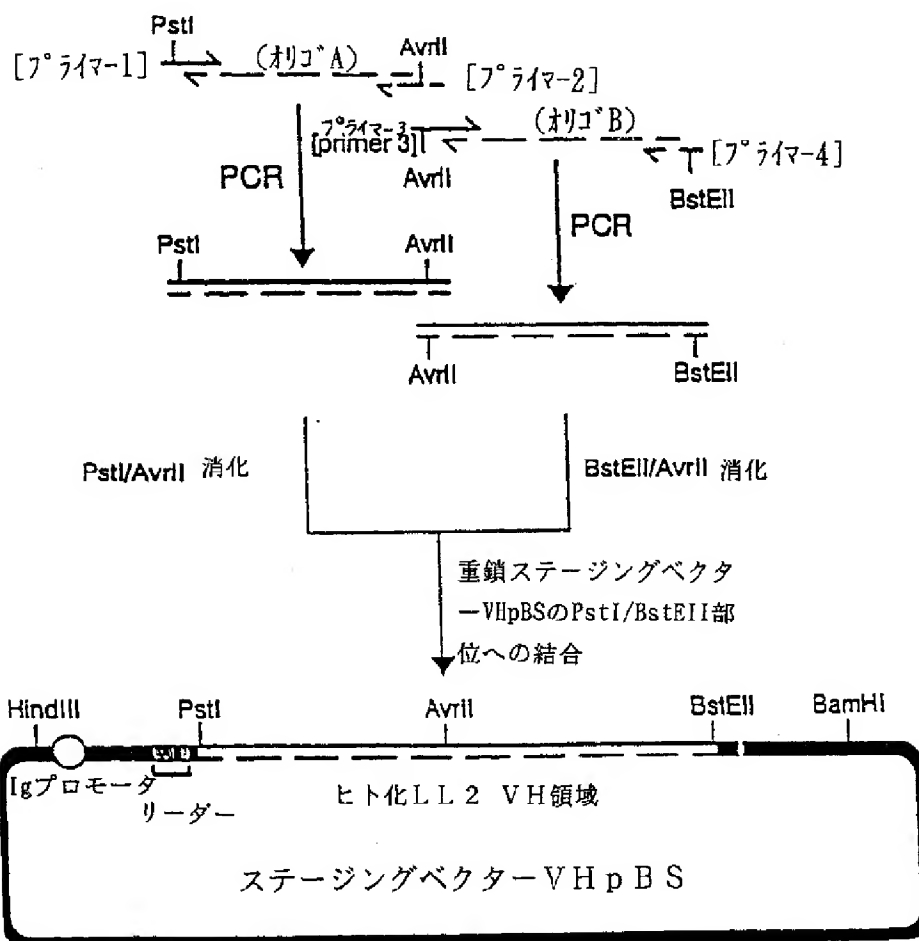 PstI
[プライマー1]
(オリゴA)
AvrII
[プライマー2]
プライマー3
[primer 3]
(オリゴB)
[プライマー4]
PCR
AvrII
BstEII
PCR
PstI
AvrII
AvrII
BstEII
PstI/AvrII 消化
BstEII/AvrII 消化
重鎖ステージングベクタ
ーVHpBSのPstI/BstEII部
位への結合
HindIII
PstI
AvrII
BstEII
BamHI
Igプロモータ
リーダー
ヒト化LL2 VH領域
ステージングベクターVHpBS